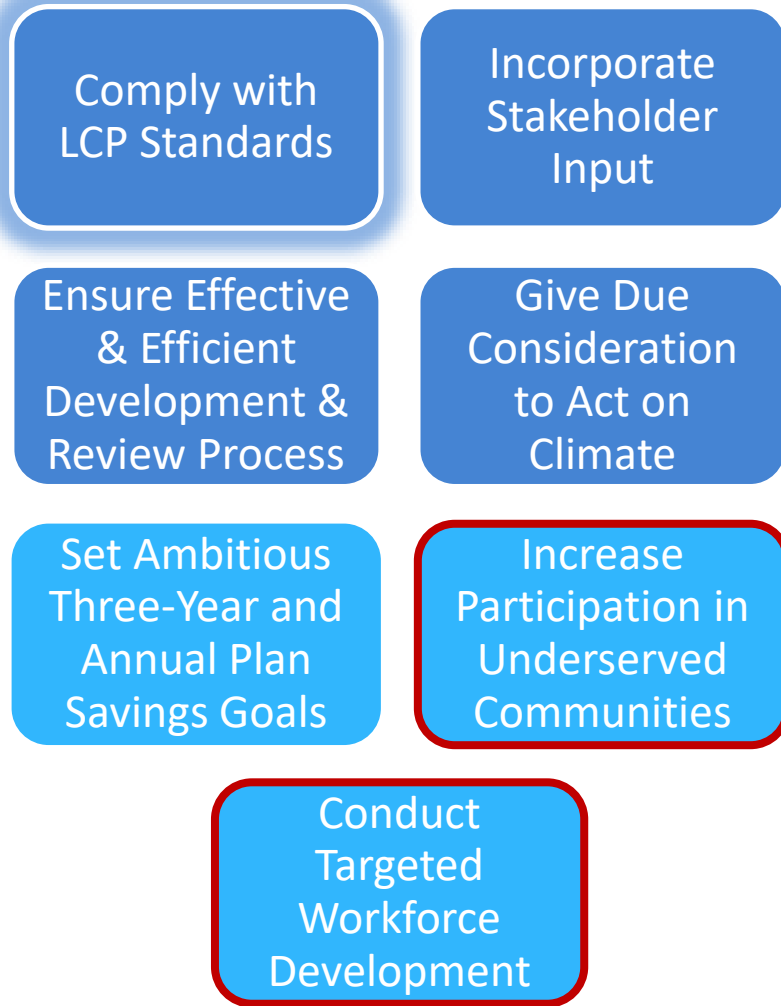 Comply with
LCP Standards
Incorporate
Stakeholder
Input
Ensure Effective
& Efficient
Development &
Review Process
Give Due
Consideration
to Act on
Climate
Set Ambitious
Three-Year and
Annual Plan
Savings Goals
Increase
Participation in
Underserved
Communities
Conduct
Targeted
Workforce
Development